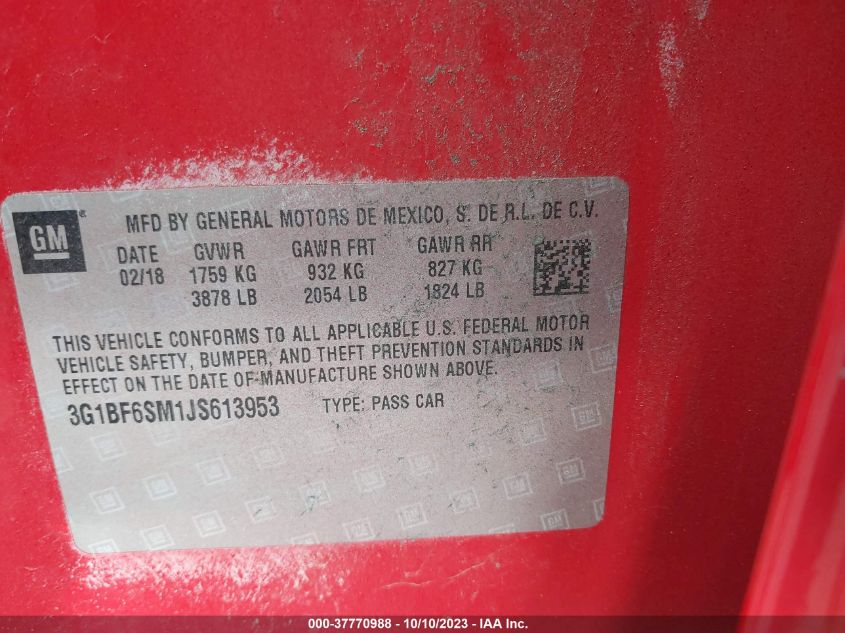 GM ®
MFD BY GENERAL MOTORS DE MEXICO, S. DE R.L. DE C.V.
DATE GVWR GAWR FRT GAWR RR
02/18 1759 KG 932 KG 827 KG
3878 LB 2054 LB 1824 LB
THIS VEHICLE CONFORMS TO ALL APPLICABLE U.S. FEDERAL MOTOR
VEHICLE SAFETY, BUMPER, AND THEFT PREVENTION STANDARDS IN
EFFECT ON THE DATE OF MANUFACTURE SHOWN ABOVE.
3G1BF6SM1JS613953 TYPE: PASS CAR
000-37770988 - 10/10/2023 - IAA Inc.